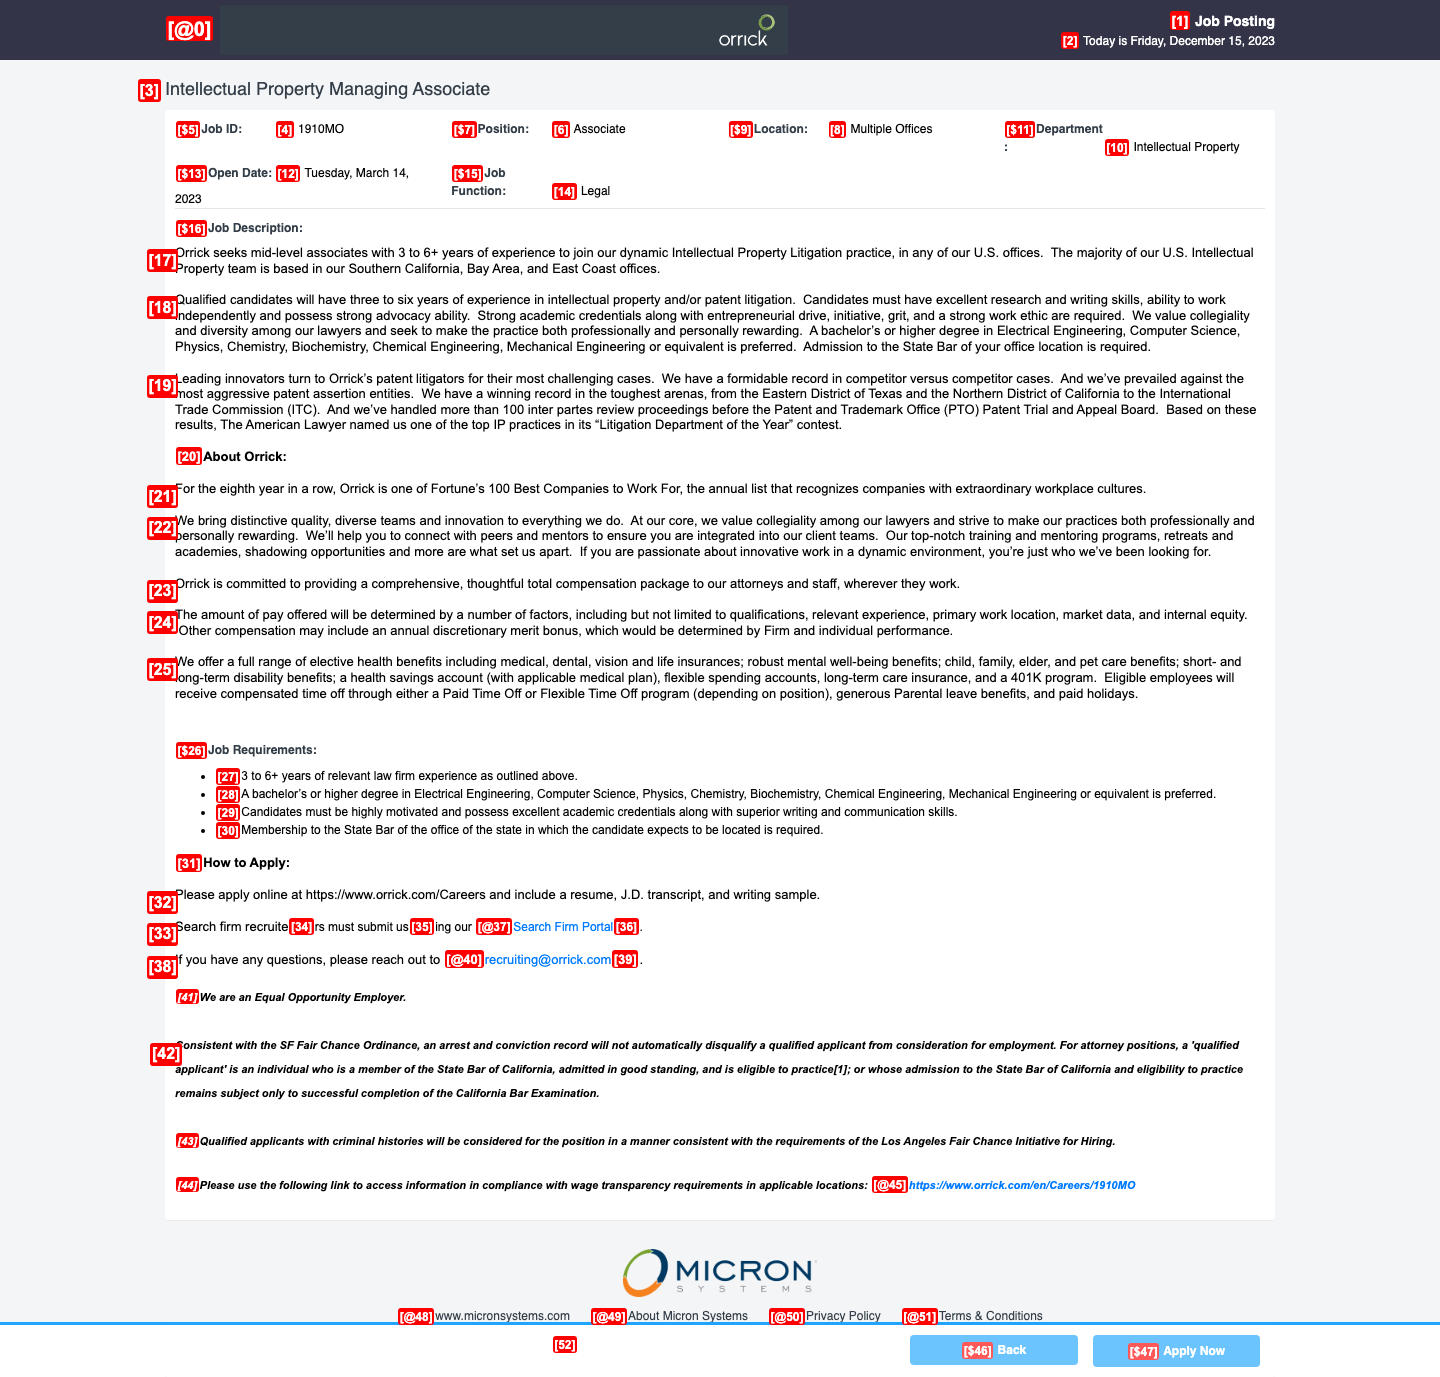 [@0] orrick [1] Job Posting
[2] Today is Friday, December 15, 2023
[3] Intellectual Property Managing Associate
[$5] Job ID: [4] 1910MO [$7] Position: [6] Associate [$9] Location: [8] Multiple Offices [$11] Department
: [10] Intellectual Property
[$13] Open Date: [12] Tuesday, March 14, 2023
[$15] Job Function: [14] Legal
[$16] Job Description:
[17] Orrick seeks mid-level associates with 3 to 6+ years of experience to join our dynamic Intellectual Property Litigation practice, in any of our U.S. offices. The majority of our U.S. Intellectual
Property team is based in our Southern California, Bay Area, and East Coast offices.
[18] Qualified candidates will have three to six years of experience in intellectual property and/or patent litigation. Candidates must have excellent research and writing skills, ability to work
independently and possess strong advocacy ability. Strong academic credentials along with entrepreneurial drive, initiative, grit, and a strong work ethic are required. We value collegiality
and diversity among our lawyers and seek to make the practice both professionally and personally rewarding. A bachelor’s or higher degree in Electrical Engineering, Computer Science,
Physics, Chemistry, Biochemistry, Chemical Engineering, Mechanical Engineering or equivalent is preferred. Admission to the State Bar of your office location is required.
[19] Leading innovators turn to Orrick’s patent litigators for their most challenging cases. We have a formidable record in competitor versus competitor cases. And we’ve prevailed against the
most aggressive patent assertion entities. We have a winning record in the toughest arenas, from the Eastern District of Texas and the Northern District of California to the International
Trade Commission (ITC). And we’ve handled more than 100 inter partes review proceedings before the Patent and Trademark Office (PTO) Patent Trial and Appeal Board. Based on these
results, The American Lawyer named us one of the top IP practices in its “Litigation Department of the Year” contest.
[20] About Orrick:
[21] For the eighth year in a row, Orrick is one of Fortune’s 100 Best Companies to Work For, the annual list that recognizes companies with extraordinary workplace cultures.
[22] We bring distinctive quality, diverse teams and innovation to everything we do. At our core, we value collegiality among our lawyers and strive to make our practices both professionally and
personally rewarding. We’ll help you to connect with peers and mentors to ensure you are integrated into our client teams. Our top-notch training and mentoring programs, retreats and
academies, shadowing opportunities and more are what set us apart. If you are passionate about innovative work in a dynamic environment, you’re just who we’ve been looking for.
[23] Orrick is committed to providing a comprehensive, thoughtful total compensation package to our attorneys and staff, wherever they work.
[24] The amount of pay offered will be determined by a number of factors, including but not limited to qualifications, relevant experience, primary work location, market data, and internal equity.
Other compensation may include an annual discretionary merit bonus, which would be determined by Firm and individual performance.
[25] We offer a full range of elective health benefits including medical, dental, vision and life insurances; robust mental well-being benefits; child, family, elder, and pet care benefits; short- and
long-term disability benefits; a health savings account (with applicable medical plan), flexible spending accounts, long-term care insurance, and a 401K program. Eligible employees will
receive compensated time off through either a Paid Time Off or Flexible Time Off program (depending on position), generous Parental leave benefits, and paid holidays.
[$26] Job Requirements:
• [27] 3 to 6+ years of relevant law firm experience as outlined above.
• [28] A bachelor’s or higher degree in Electrical Engineering, Computer Science, Physics, Chemistry, Biochemistry, Chemical Engineering, Mechanical Engineering or equivalent is preferred.
• [29] Candidates must be highly motivated and possess excellent academic credentials along with superior writing and communication skills.
• [30] Membership to the State Bar of the office of the state in which the candidate expects to be located is required.
[31] How to Apply:
[32] Please apply online at https://www.orrick.com/Careers and include a resume, J.D. transcript, and writing sample.
[33] Search firm recruite[34]rs must submit us[35]ing our [@37] Search Firm Portal[36].
[38] If you have any questions, please reach out to [@40] recruiting@orrick.com[39].
[41] We are an Equal Opportunity Employer.
[42] Consistent with the SF Fair Chance Ordinance, an arrest and conviction record will not automatically disqualify a qualified applicant from consideration for employment. For attorney positions, a 'qualified
applicant' is an individual who is a member of the State Bar of California, admitted in good standing, and is eligible to practice[1]; or whose admission to the State Bar of California and eligibility to practice
remains subject only to successful completion of the California Bar Examination.
[43] Qualified applicants with criminal histories will be considered for the position in a manner consistent with the requirements of the Los Angeles Fair Chance Initiative for Hiring.
[44] Please use the following link to access information in compliance with wage transparency requirements in applicable locations: [@45] https://www.orrick.com/en/Careers/1910MO
MICRON
SYSTEMS
[@48] www.micronsystems.com [@49] About Micron Systems [@50] Privacy Policy [@51] Terms & Conditions
[52] [$46] Back [$47] Apply Now